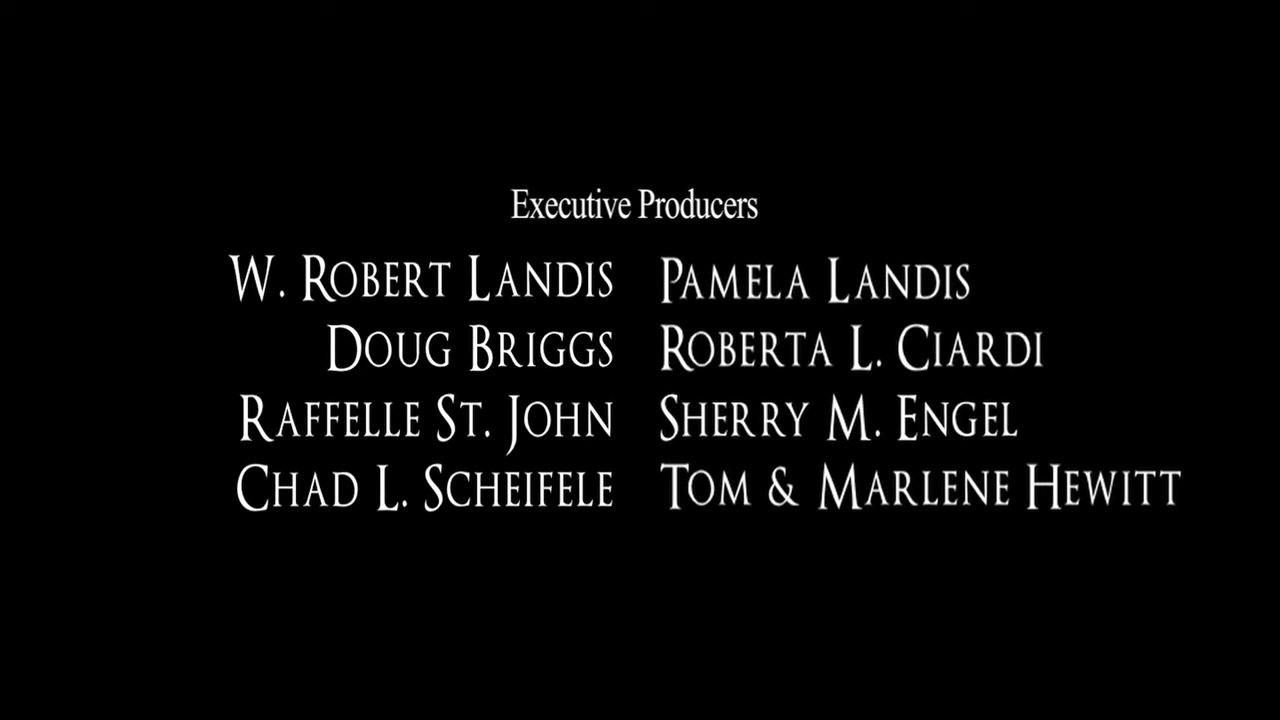 Executive Producers
W. ROBERT LANDIS PAMELA LANDIS
DOUG BRIGGS ROBERTA L. CIARDI
RAFFELLE ST. JOHN SHERRY M. ENGEL
CHAD L. SCHEIFELE TOM & MARLENE HEWITT